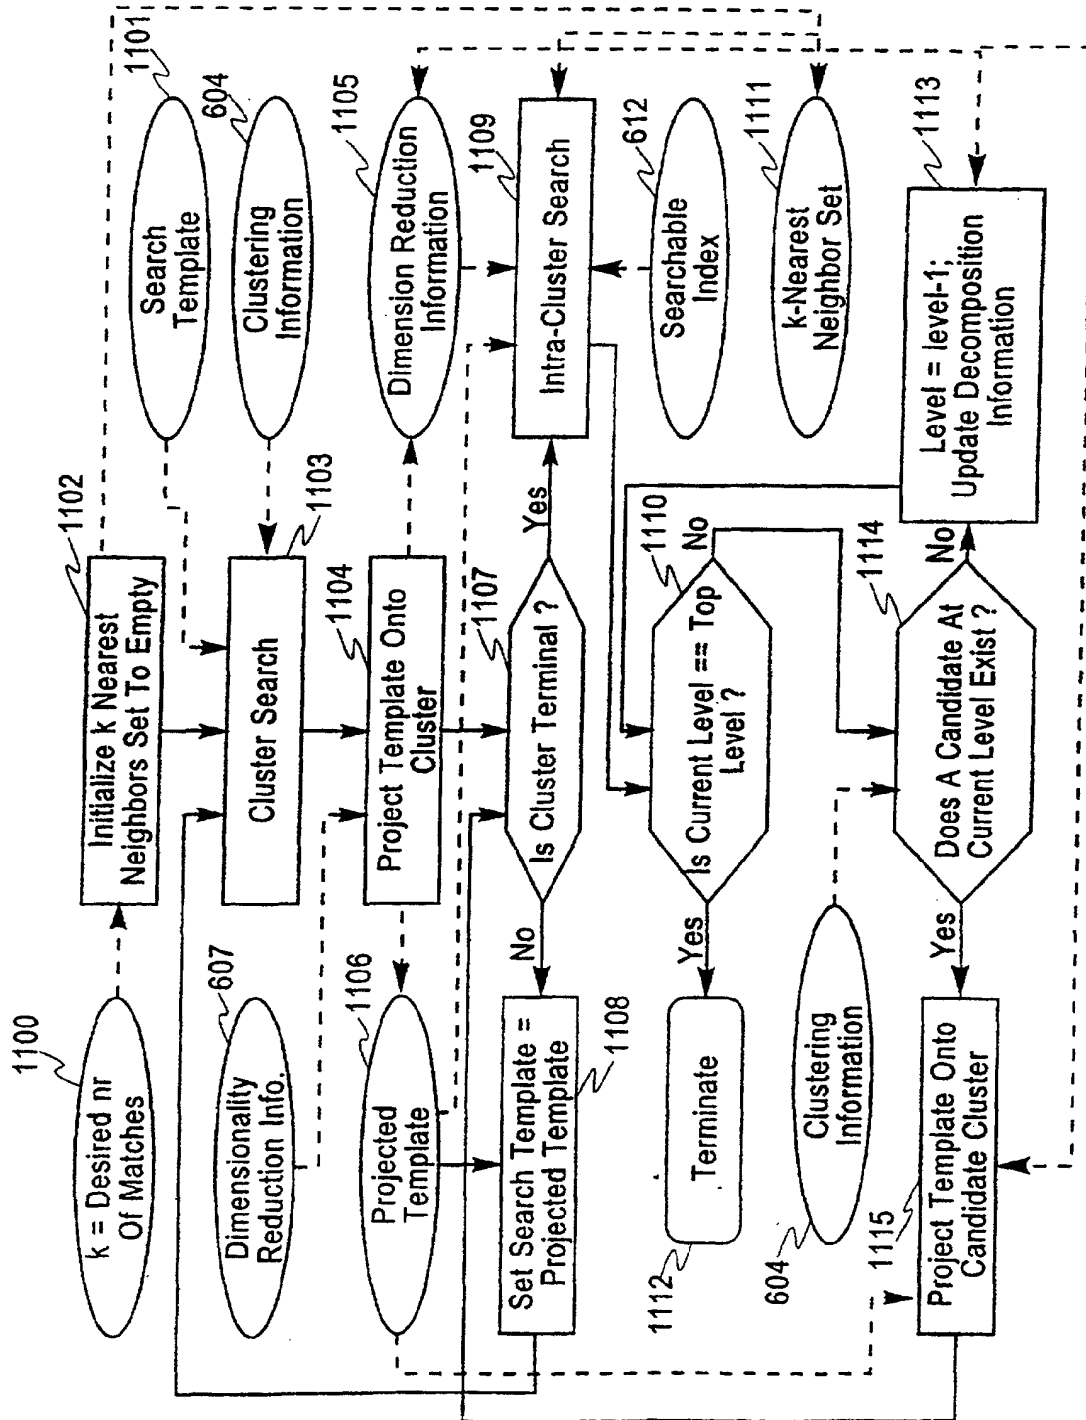 1100
k = Desired nr
Of Matches
1102
Initialize k Nearest
Neighbors Set To Empty
1101
Search
Template
604
Clustering
Information
607
Dimensionality
Reduction Info.
1103
Cluster Search
1104
Project Template Onto
Cluster
1105
Dimension Reduction
Information
1106
Projected
Template
1107
Is Cluster Terminal ?
No
Yes
1108
Set Search Template =
Projected Template
1109
Intra-Cluster Search
612
Searchable
Index
1110
Is Current Level == Top
Level ?
Yes
No
1111
k-Nearest
Neighbor Set
1112
Terminate
604
Clustering
Information
1113
Level = level-1;
Update Decomposition
Information
1114
Does A Candidate At
Current Level Exist ?
Yes
No
1115
Project Template Onto
Candidate Cluster